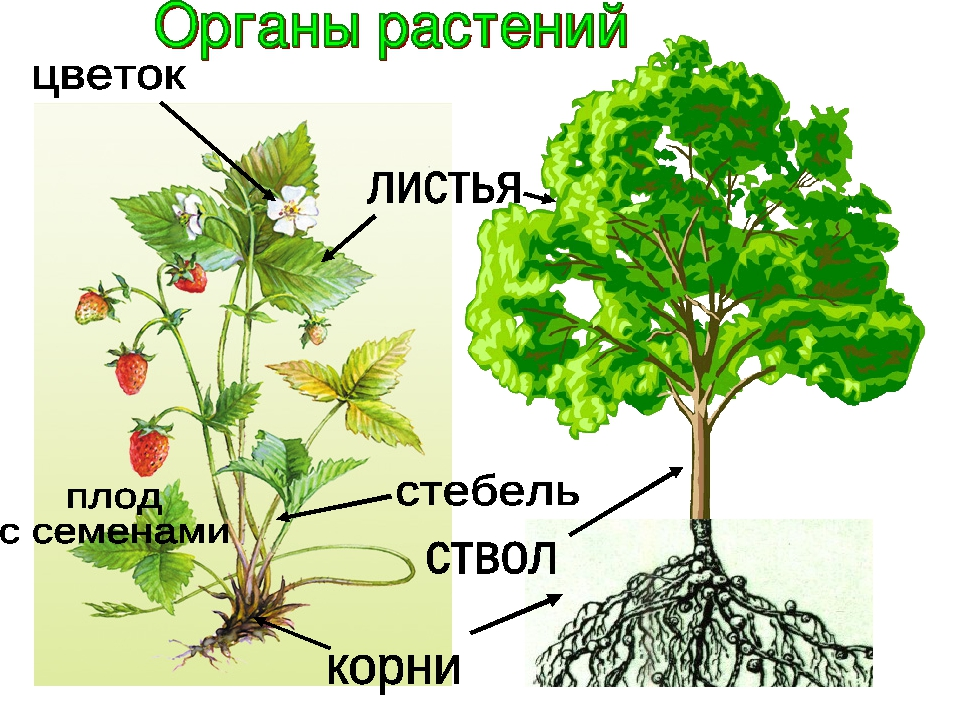 Органы растений
цветок
листья
плод
с семенами
стебель
ствол
корни